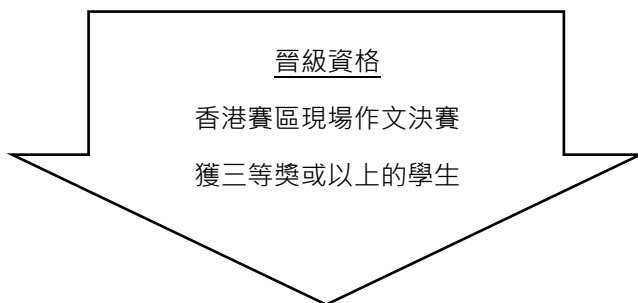 晉級資格
香港賽區現場作文決賽
獲三等獎或以上的學生